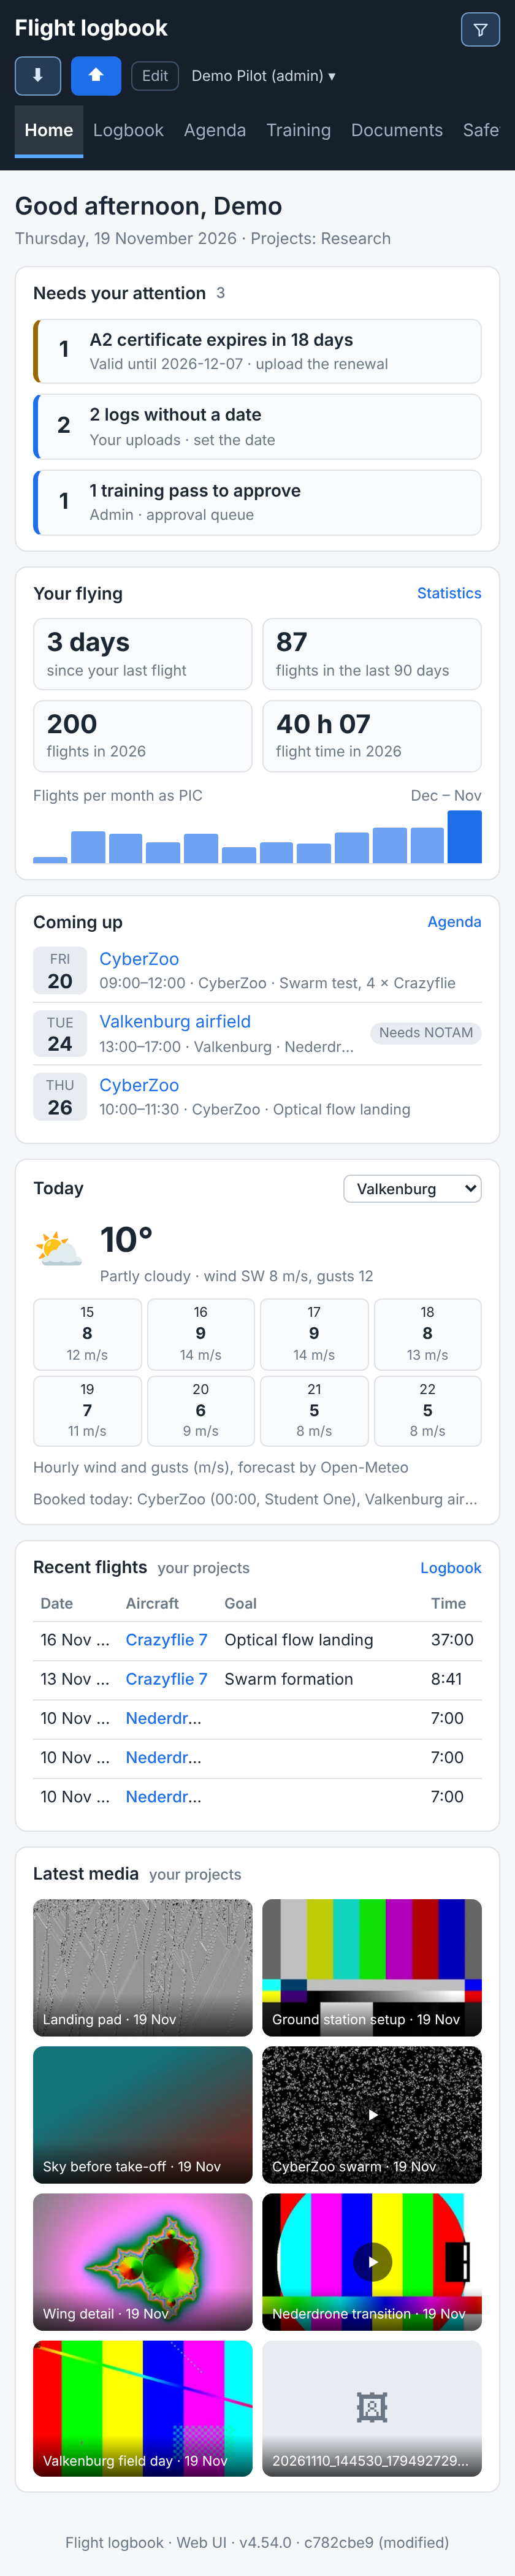 Flight logbook
Edit
Demo Pilot (admin) ▾
Home Logbook Agenda Training Documents Safe
Good afternoon, Demo
Thursday, 19 November 2026 · Projects: Research
Needs your attention 3
1 A2 certificate expires in 18 days
Valid until 2026-12-07 · upload the renewal
2 2 logs without a date
Your uploads · set the date
1 1 training pass to approve
Admin · approval queue
Your flying Statistics
3 days 87
since your last flight flights in the last 90 days
200 40 h 07
flights in 2026 flight time in 2026
Flights per month as PIC Dec – Nov
Coming up Agenda
FRI CyberZoo
20 09:00–12:00 · CyberZoo · Swarm test, 4 × Crazyflie
TUE Valkenburg airfield
24 13:00–17:00 · Valkenburg · Nederdr... Needs NOTAM
THU CyberZoo
26 10:00–11:30 · CyberZoo · Optical flow landing
Today Valkenburg
10°
Partly cloudy · wind SW 8 m/s, gusts 12
15 16 17 18
8 9 9 8
12 m/s 14 m/s 14 m/s 13 m/s
19 20 21 22
7 6 5 5
11 m/s 9 m/s 8 m/s 8 m/s
Hourly wind and gusts (m/s), forecast by Open-Meteo
Booked today: CyberZoo (00:00, Student One), Valkenburg air...
Recent flights your projects Logbook
Date Aircraft Goal Time
16 Nov ... Crazyflie 7 Optical flow landing 37:00
13 Nov ... Crazyflie 7 Swarm formation 8:41
10 Nov ... Nederdr... 7:00
10 Nov ... Nederdr... 7:00
10 Nov ... Nederdr... 7:00
Latest media your projects
Landing pad · 19 Nov Ground station setup · 19 Nov
Sky before take-off · 19 Nov CyberZoo swarm · 19 Nov
Wing detail · 19 Nov Nederdrone transition · 19 Nov
Valkenburg field day · 19 Nov 20261110_144530_179492729...
Flight logbook · Web UI · v4.54.0 · c782cbe9 (modified)